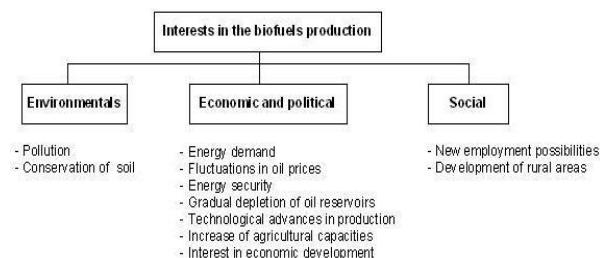 Interests in the biofuels production
Environmentals
Economic and political
Social
- Pollution
- Conservation of soil
- Energy demand
- Fluctuations in oil prices
- Energy security
- Gradual depletion of oil reservoirs
- Technological advances in production
- Increase of agricultural capacities
- Interest in economic development
- New employment possibilities
- Development of rural areas